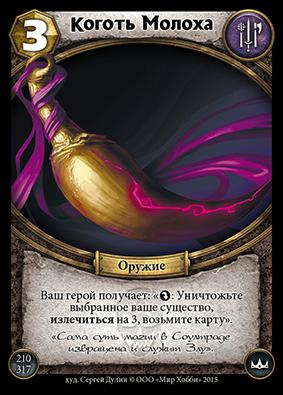 3
Коготь Молоха
Оружие
Ваш герой получает: «: Уничтожьте
выбранное ваше существо,
излечиться на 3, возьмите карту».
«Сама суть магии в Соултраде
извращена и служит Злу».
210
317
худ. Сергей Дулин © ООО «Мир Хобби» 2015